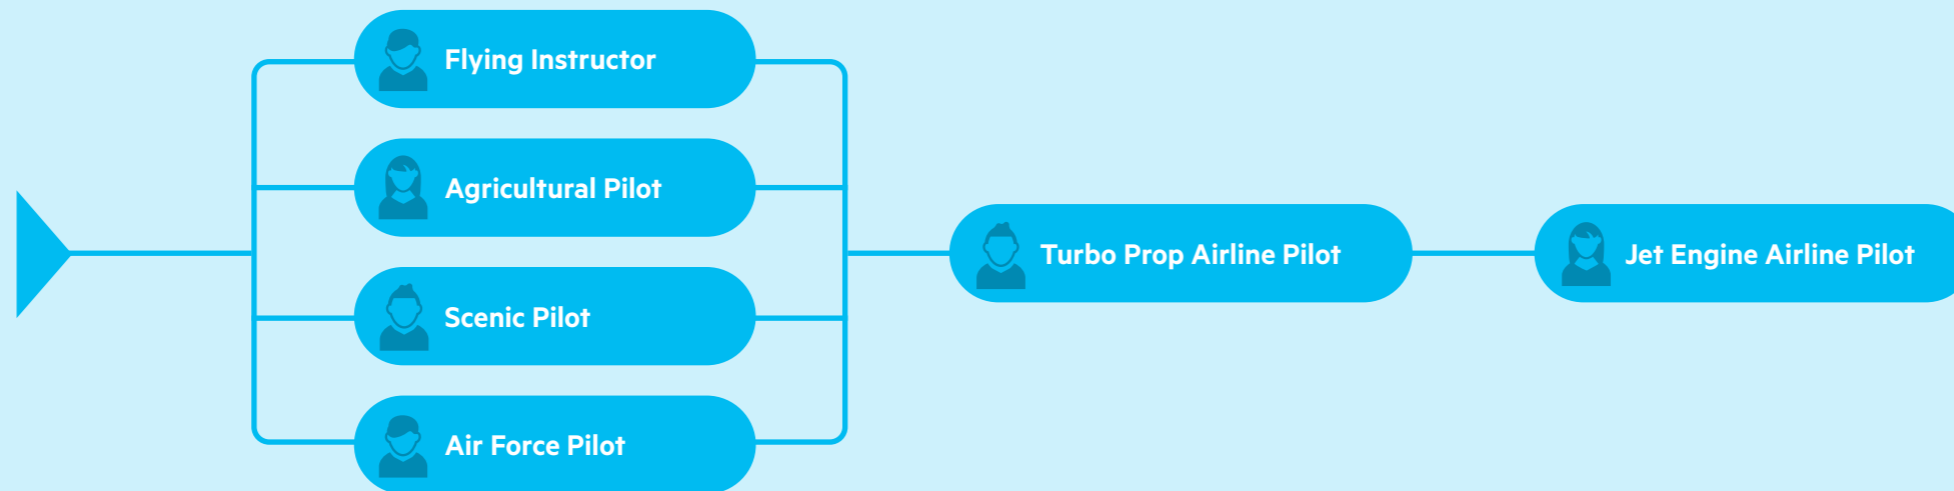 Flying Instructor
Agricultural Pilot
Scenic Pilot
Air Force Pilot
Turbo Prop Airline Pilot
Jet Engine Airline Pilot